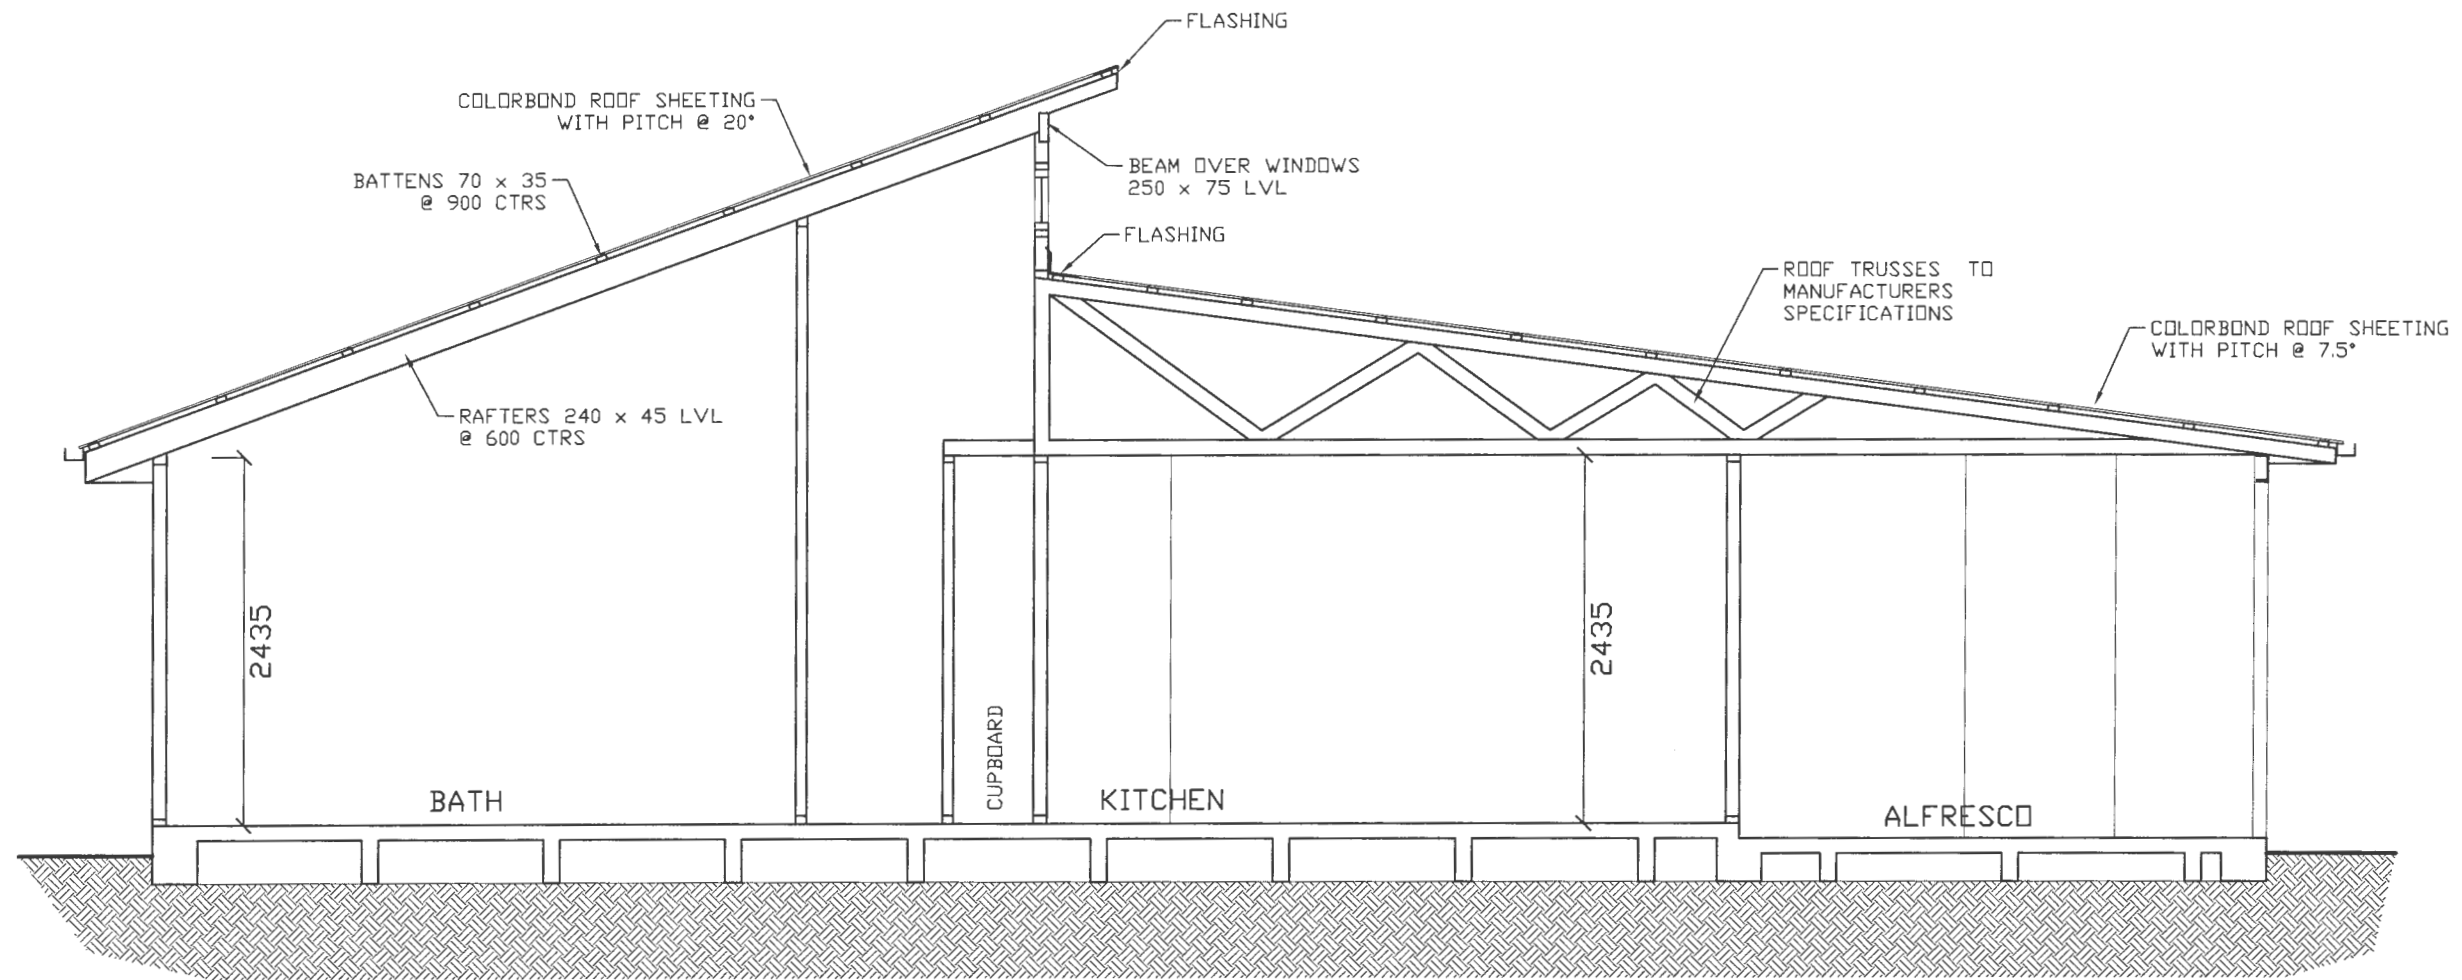 FLASHING
COLORBOND ROOF SHEETING
WITH PITCH @ 20°
BATTENS 70 x 35
@ 900 CTRS
BEAM OVER WINDOWS
250 x 75 LVL
FLASHING
ROOF TRUSSES TO
MANUFACTURERS
SPECIFICATIONS
COLORBOND ROOF SHEETING
WITH PITCH @ 7.5°
RAFTERS 240 x 45 LVL
@ 600 CTRS
2435
2435
CUPBOARD
BATH
KITCHEN
ALFRESCO